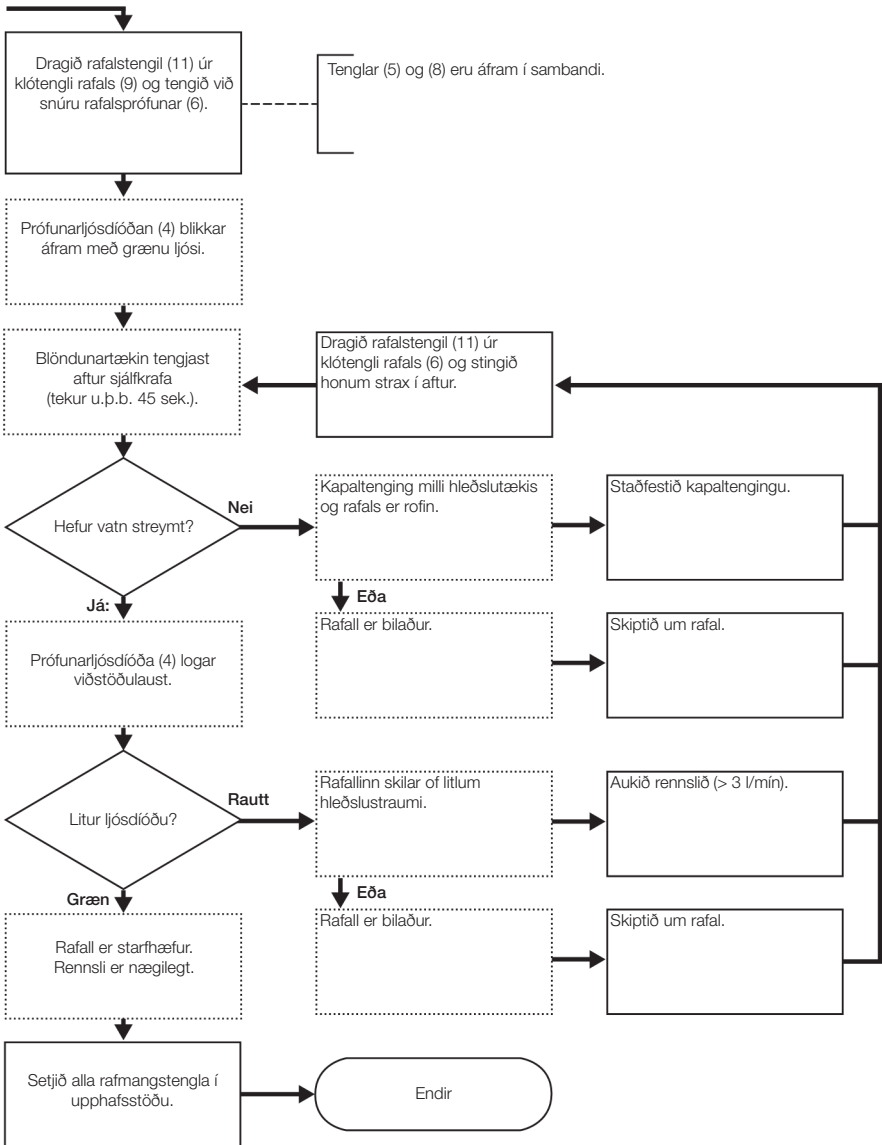 Dragið rafalstengil (11) úr
klótengli rafals (9) og tengið við
snúru rafalsprófunar (6).
Tenglar (5) og (8) eru áfram í sambandi.
Prófunarljósdíóðan (4) blikkar
áfram með grænu ljósi.
Blöndunartækin tengjast
aftur sjálfkrafa
(tekur u.þ.b. 45 sek.).
Dragið rafalstengil (11) úr
klótengli rafals (6) og stingið
honum strax í aftur.
Hefur vatn streymt?
Nei
Kapaltenging milli hleðslutækis
og rafals er rofin.
Staðfestið kapaltengingu.
Eða
Rafall er bilaður.
Skiptið um rafal.
Já:
Prófunarljósdíóða (4) logar
viðstöðulaust.
Litur ljósdíóðu?
Rautt
Rafallinn skilar of litlum
hleðslustraumi.
Aukið rennslið (> 3 l/mín).
Eða
Rafall er bilaður.
Skiptið um rafal.
Græn
Rafall er starfhæfur.
Rennsli er nægilegt.
Setjið alla rafmangstengla í
upphafsstöðu.
Endir